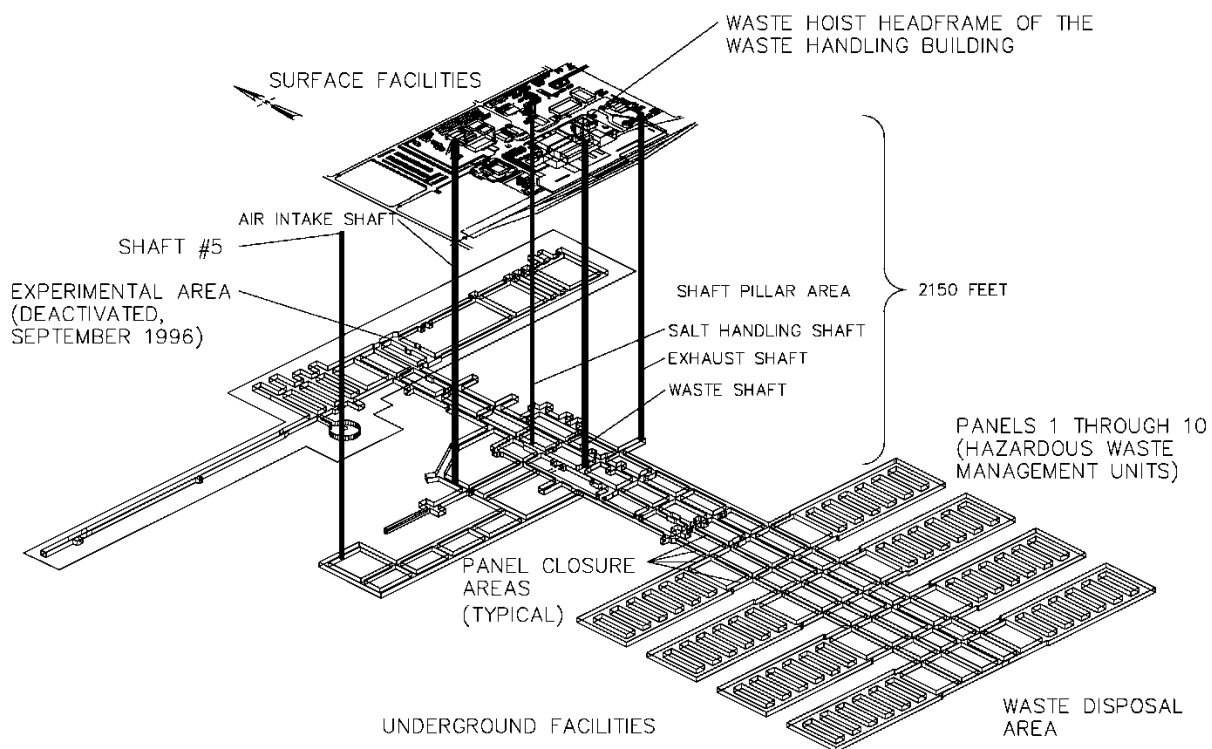 WASTE HOIST HEADFRAME OF THE
WASTE HANDLING BUILDING
SURFACE FACILITIES
AIR INTAKE SHAFT
SHAFT #5
EXPERIMENTAL AREA
(DEACTIVATED,
SEPTEMBER 1996)
SHAFT PILLAR AREA
2150 FEET
SALT HANDLING SHAFT
EXHAUST SHAFT
WASTE SHAFT
PANELS 1 THROUGH 10
(HAZARDOUS WASTE
MANAGEMENT UNITS)
PANEL CLOSURE
AREAS
(TYPICAL)
UNDERGROUND FACILITIES
WASTE DISPOSAL
AREA